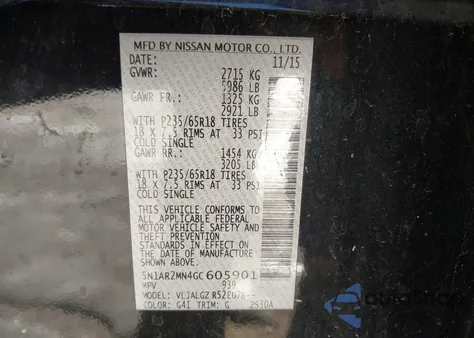 MFD BY NISSAN MOTOR CO., LTD.
DATE: 11/15
GVWR: 2715 KG
5986 LB
GAWR FR: 1325 KG
2921 LB
WITH P235/65R18 TIRES
18 X 7.5 RIMS AT 33 PSI
COLD SINGLE
GAWR RR: 1454 KG
3205 LB
WITH P235/65R18 TIRES
18 X 7.5 RIMS AT 33 PSI
COLD SINGLE
THIS VEHICLE CONFORMS TO
ALL APPLICABLE FEDERAL
MOTOR VEHICLE SAFETY
AND THEFT PREVENTION
STANDARDS IN EFFECT ON
THE DATE OF MANUFACTURE
SHOWN ABOVE.
5N1AR2MN4GC605901
MPV 939
MODEL:
COLOR: G41 TRIM: G 2S30A
AutoAstat